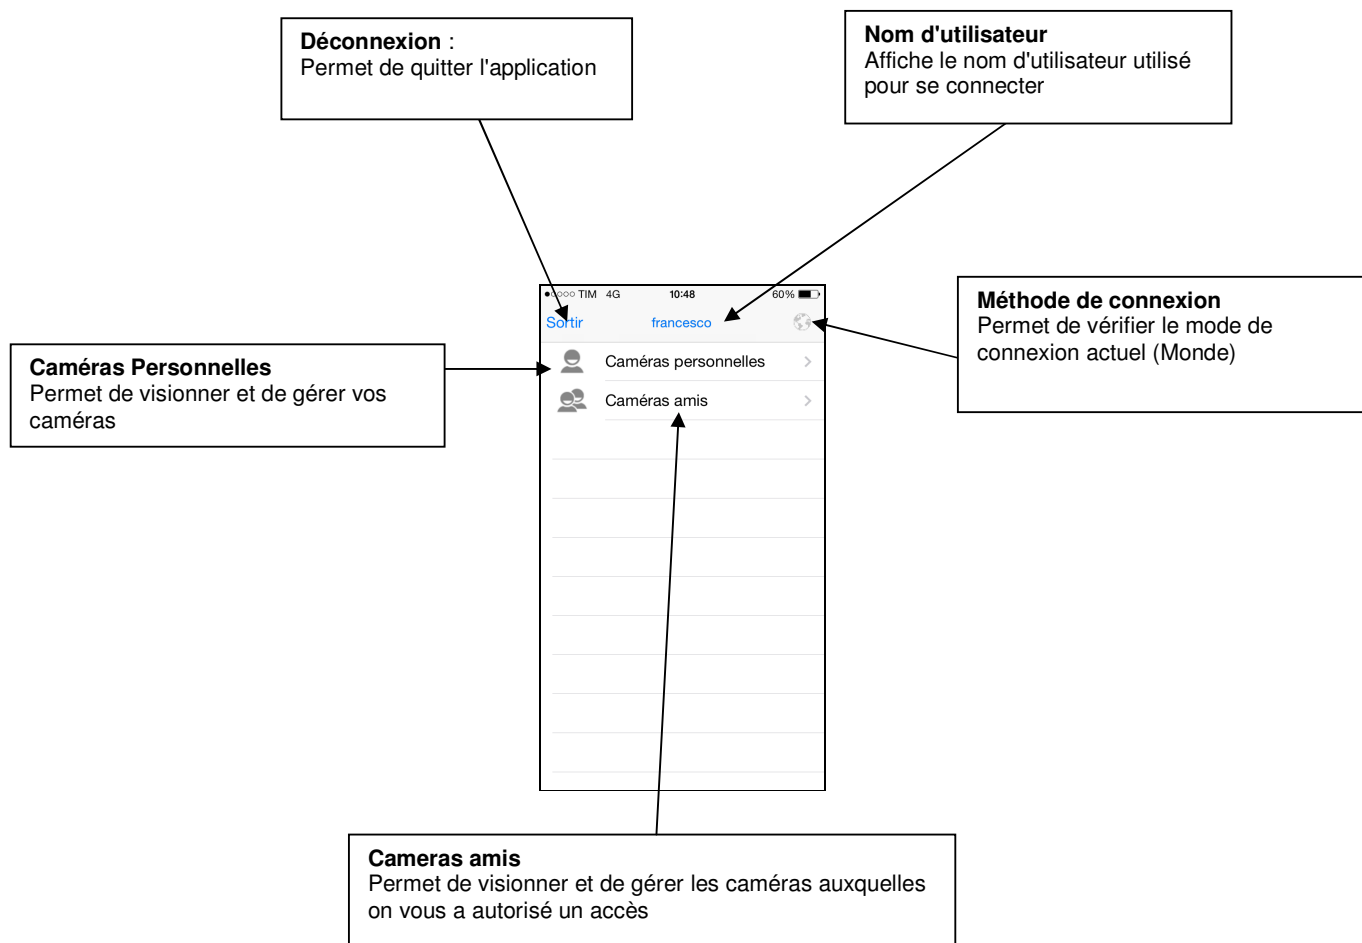 Déconnexion :
Permet de quitter l'application
Nom d'utilisateur
Affiche le nom d'utilisateur utilisé
pour se connecter
Méthode de connexion
Permet de vérifier le mode de
connexion actuel (Monde)
Caméras Personnelles
Permet de visionner et de gérer vos
caméras
TIM 4G 10:48 60%
Sortir francesco
Caméras personnelles
Caméras amis
Cameras amis
Permet de visionner et de gérer les caméras auxquelles
on vous a autorisé un accès